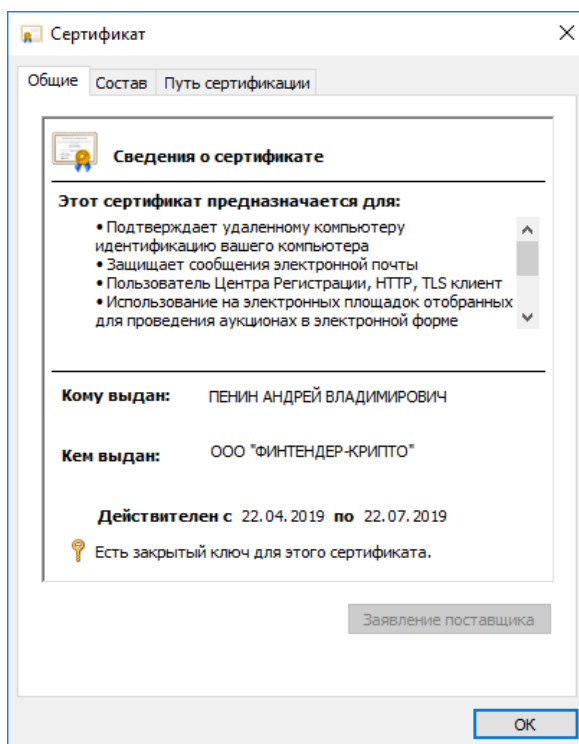 Сертификат
Общие Состав Путь сертификации
Сведения о сертификате
Этот сертификат предназначается для:
• Подтверждает удаленному компьютеру
идентификацию вашего компьютера
• Защищает сообщения электронной почты
• Пользователь Центра Регистрации, HTTP, TLS клиент
• Использование на электронных площадок отобранных
для проведения аукционах в электронной форме
Кому выдан: ПЕНИН АНДРЕЙ ВЛАДИМИРОВИЧ
Кем выдан: ООО "ФИНТЕНДЕР-КРИПТО"
Действителен с 22.04.2019 по 22.07.2019
Есть закрытый ключ для этого сертификата.
Заявление поставщика
ОК